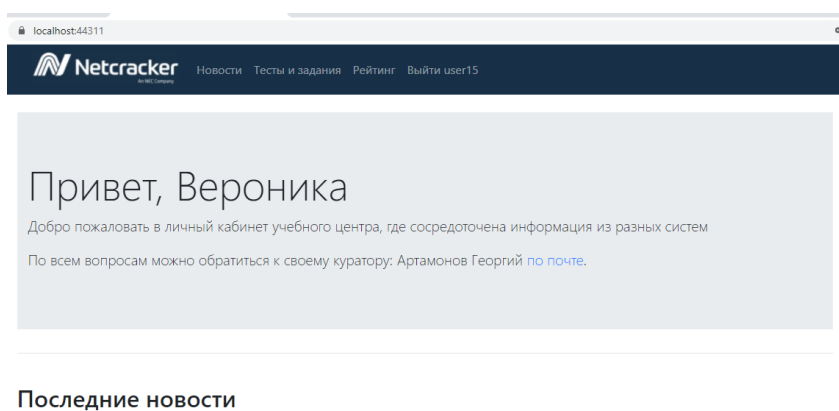 localhost:44311
Netcracker
An NEC Company
Новости Тесты и задания Рейтинг Выйти user15
Привет, Вероника
Добро пожаловать в личный кабинет учебного центра, где сосредоточена информация из разных систем
По всем вопросам можно обратиться к своему куратору: Артамонов Георгий по почте.
Последние новости